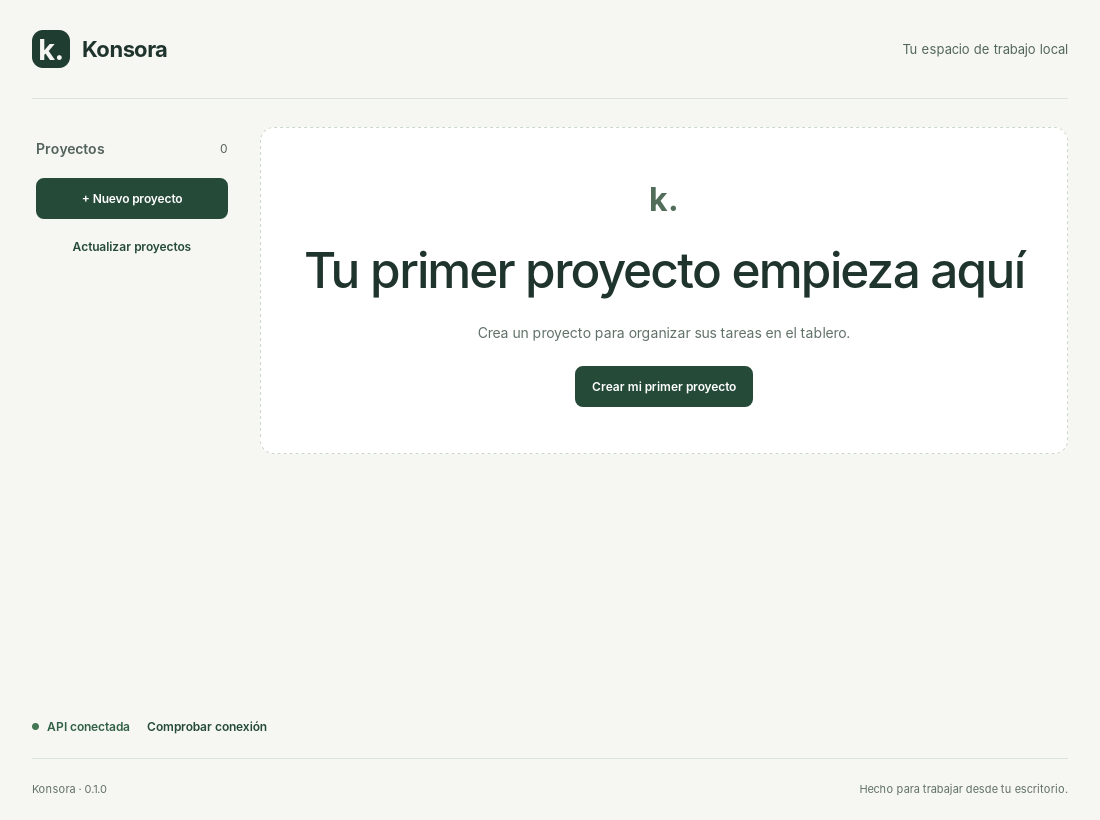 k. Konsora
Tu espacio de trabajo local
Proyectos 0
+ Nuevo proyecto
Actualizar proyectos
k.
Tu primer proyecto empieza aquí
Crea un proyecto para organizar sus tareas en el tablero.
Crear mi primer proyecto
API conectada Comprobar conexión
Konsora · 0.1.0
Hecho para trabajar desde tu escritorio.